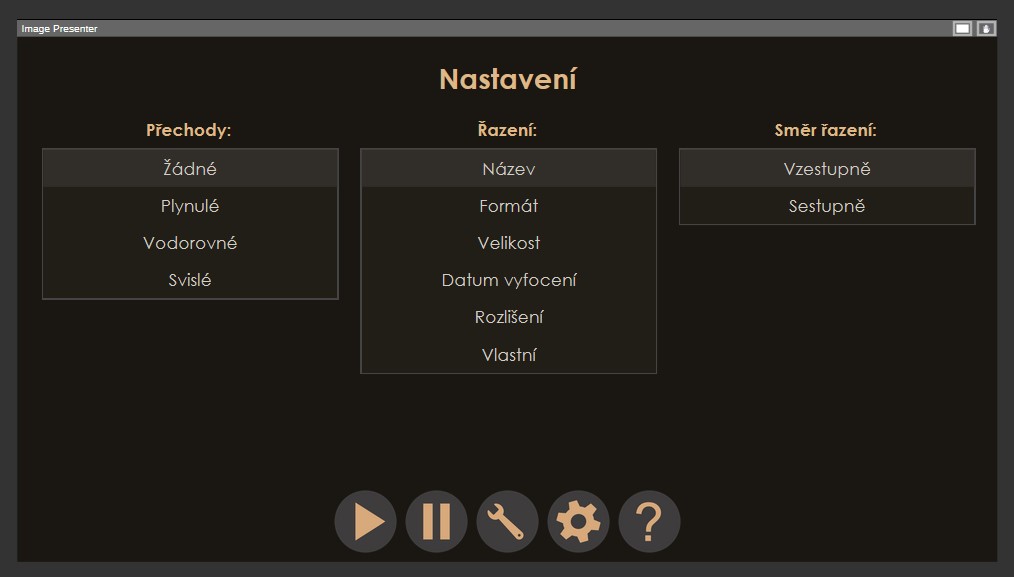 Image Presenter
Nastavení
Přechody:
Žádné
Plynulé
Vodorovné
Svislé
Řazení:
Název
Formát
Velikost
Datum vyfocení
Rozlišení
Vlastní
Směr řazení:
Vzestupně
Sestupně
?